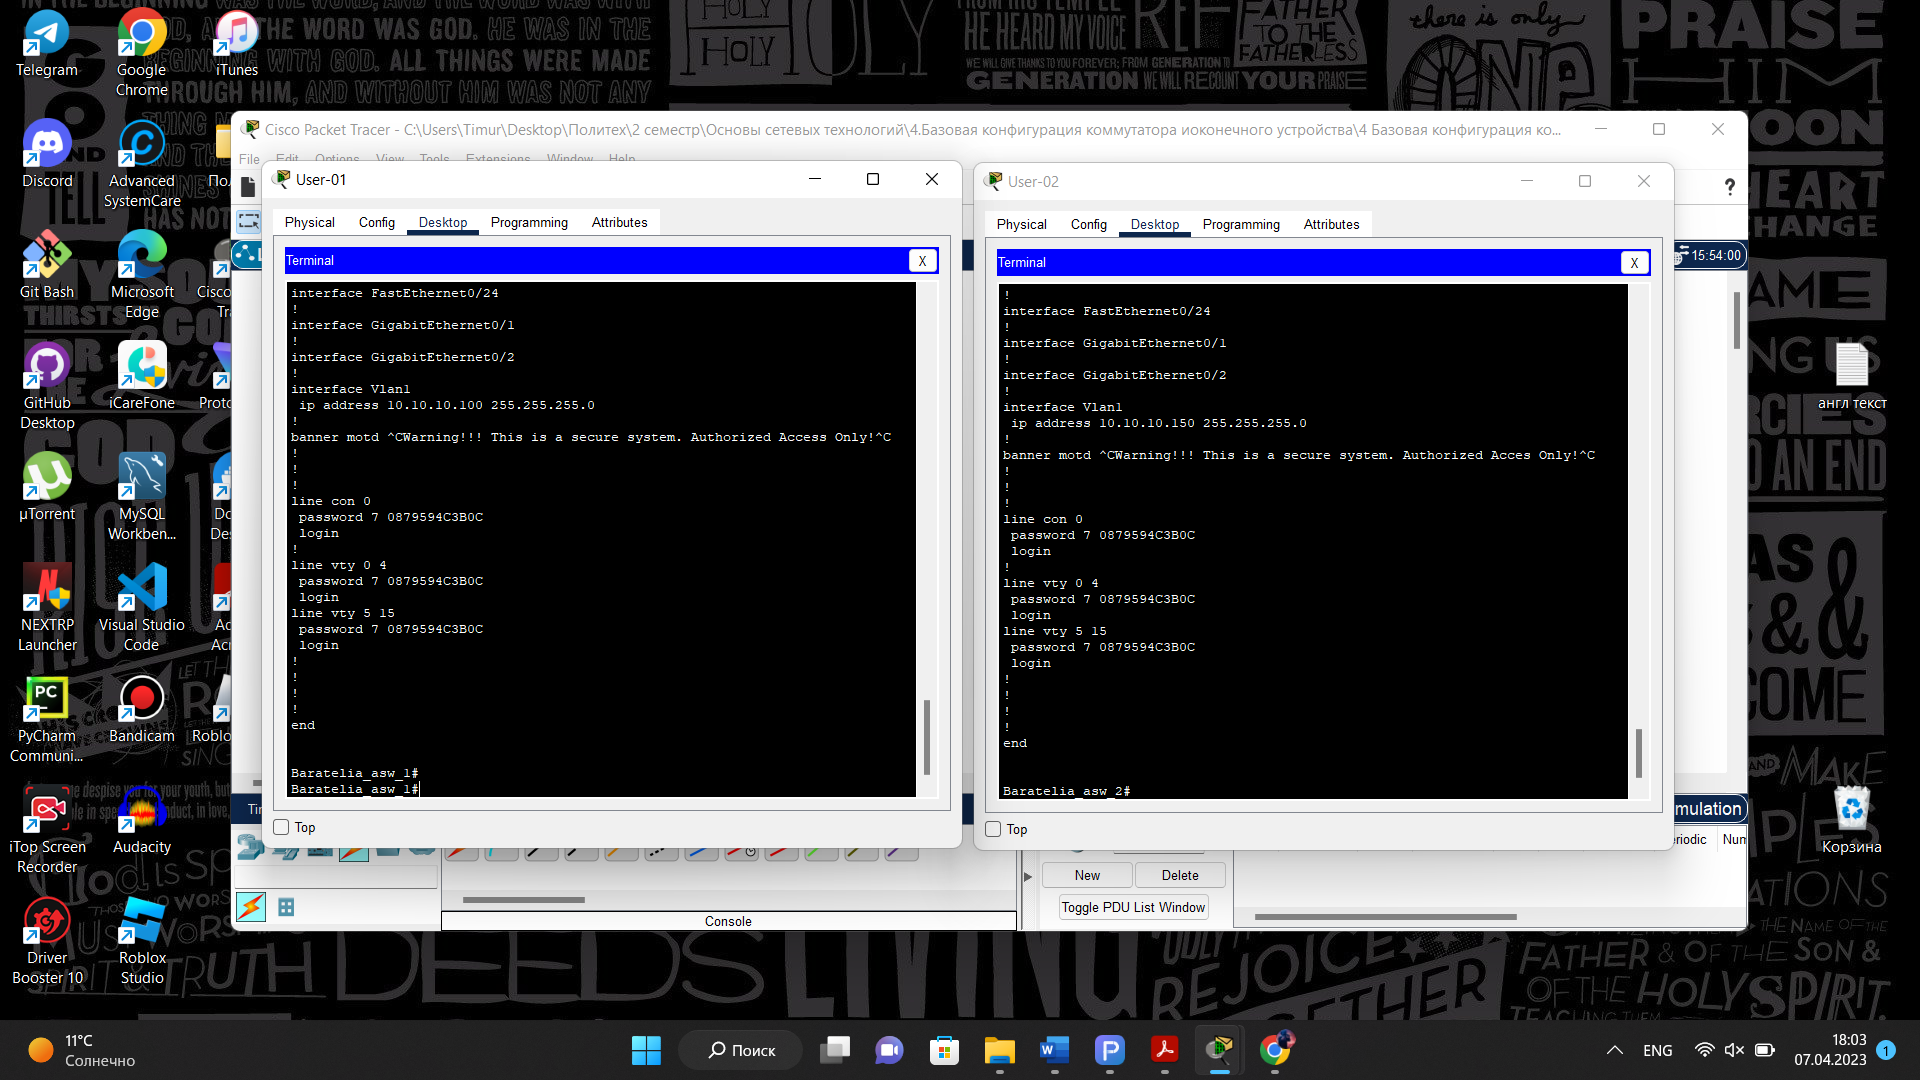 Telegram
Google
Chrome
iTunes
Discord
Advanced
SystemCare
Git Bash
Microsoft
Edge
GitHub
Desktop
iCareFone
µTorrent
MySQL
Workben...
NEXTRP
Launcher
Visual Studio
Code
PyCharm
Communi...
Bandicam
iTop Screen
Recorder
Audacity
Driver
Booster 10
Roblox
Studio
Cisco Packet Tracer - C:\Users\Timur\Desktop\Политех\2 семестр\Основы сетевых технологий\4.Базовая конфигурация коммутатора иоконечного устройства\4 Базовая конфигурация ко...
File Edit Options View Tools Extensions Window Help
User-01
Physical Config Desktop Programming Attributes
Terminal X
interface FastEthernet0/24
!
interface GigabitEthernet0/1
!
interface GigabitEthernet0/2
!
interface Vlan1
ip address 10.10.10.100 255.255.255.0
!
banner motd ^CWarning!!! This is a secure system. Authorized Access Only!^C
!
!
!
line con 0
password 7 0879594C3B0C
login
!
line vty 0 4
password 7 0879594C3B0C
login
line vty 5 15
password 7 0879594C3B0C
login
!
!
!
!
end
Baratelia_asw_1#
Baratelia_asw_1#
Top
User-02
Physical Config Desktop Programming Attributes
Terminal X
!
interface FastEthernet0/24
!
interface GigabitEthernet0/1
!
interface GigabitEthernet0/2
!
interface Vlan1
ip address 10.10.10.150 255.255.255.0
!
banner motd ^CWarning!!! This is a secure system. Authorized Acces Only!^C
!
!
!
line con 0
password 7 0879594C3B0C
login
!
line vty 0 4
password 7 0879594C3B0C
login
line vty 5 15
password 7 0879594C3B0C
login
!
!
!
!
end
Baratelia_asw_2#
Top
?
15:54:00
New Delete
Toggle PDU List Window
Console
англ текст
Корзина
11°C
Солнечно
Поиск
ENG
18:03
07.04.2023
1